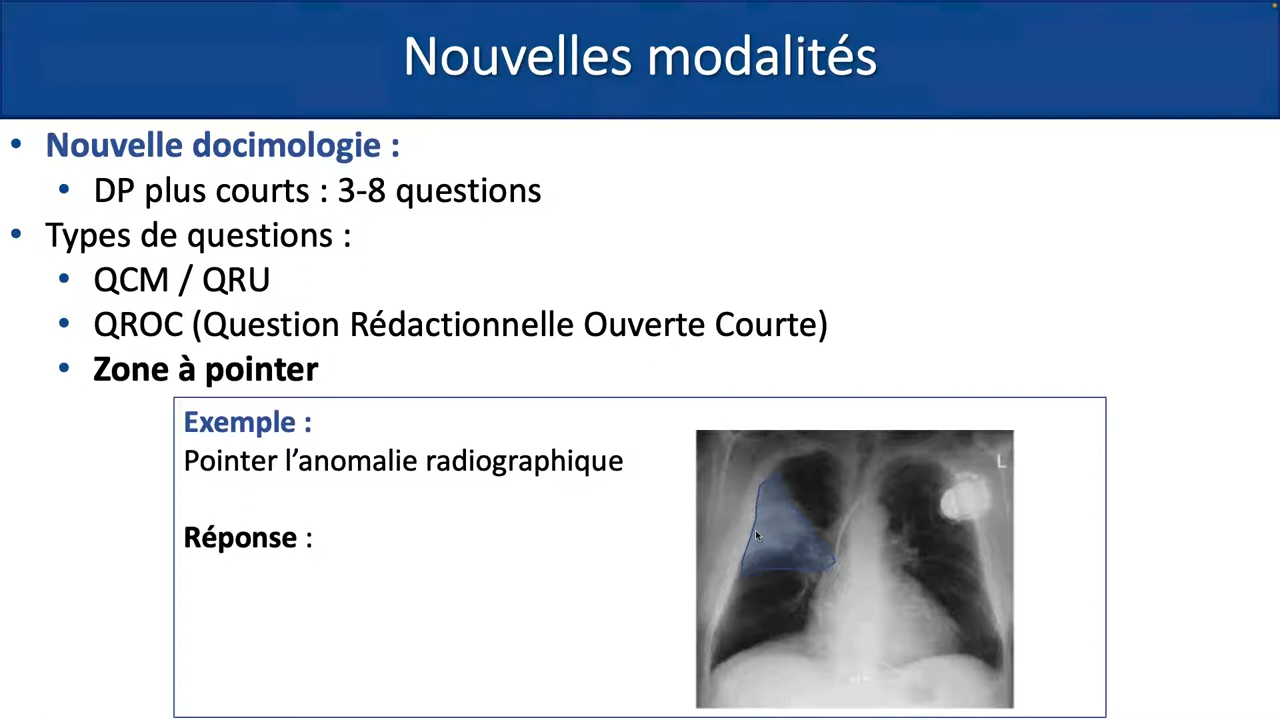 Nouvelles modalités
• Nouvelle docimologie :
• DP plus courts : 3-8 questions
• Types de questions :
• QCM / QRU
• QROC (Question Rédactionnelle Ouverte Courte)
• Zone à pointer
Exemple :
Pointer l’anomalie radiographique
L
Réponse :